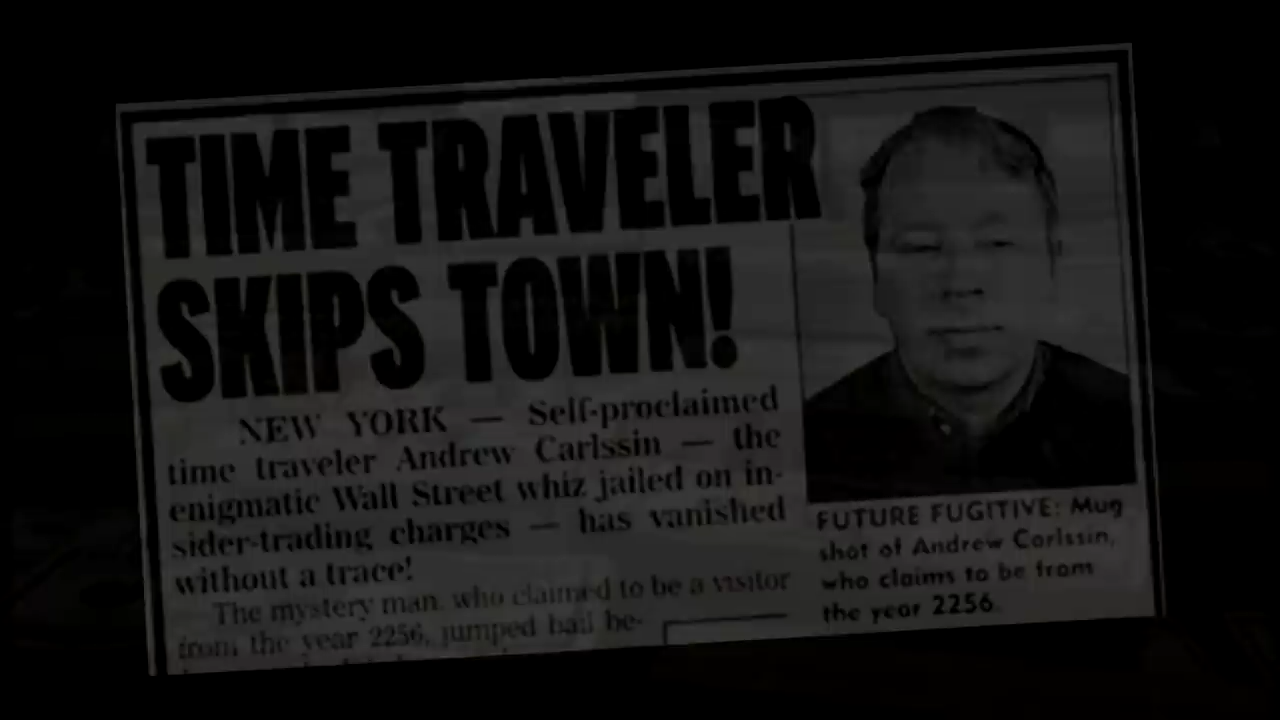 TIME TRAVELER
SKIPS TOWN!
NEW YORK — Self-proclaimed
time traveler Andrew Carlssin — the
enigmatic Wall Street whiz jailed on in-
sider-trading charges — has vanished
without a trace!
The mystery man, who claimed to be a visitor
from the year 2256, jumped bail be-
FUTURE FUGITIVE: Mug
shot of Andrew Carlssin,
who claims to be from
the year 2256.